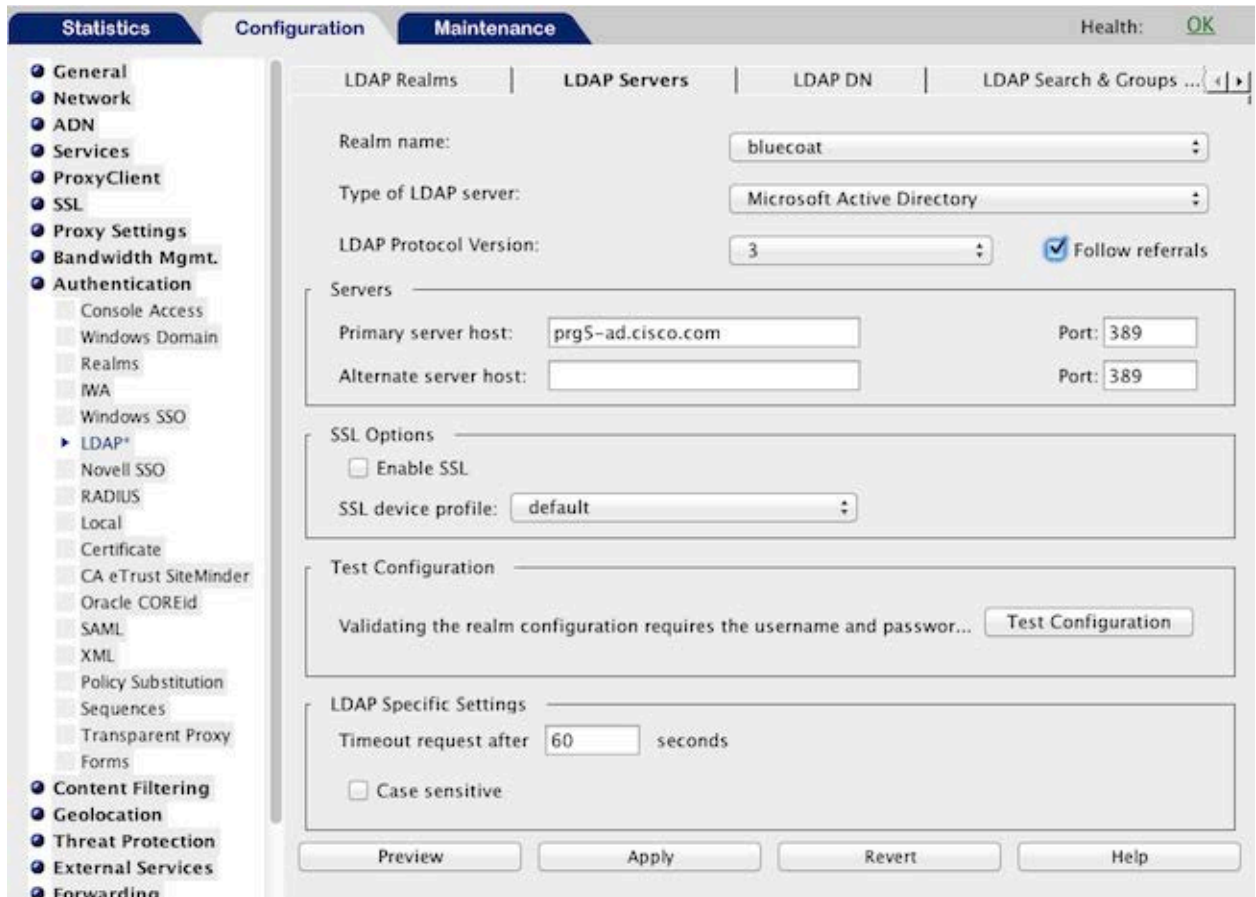 Statistics
Configuration
Maintenance
Health: OK
General
Network
ADN
Services
ProxyClient
SSL
Proxy Settings
Bandwidth Mgmt.
Authentication
Console Access
Windows Domain
Realms
IWA
Windows SSO
LDAP*
Novell SSO
RADIUS
Local
Certificate
CA eTrust SiteMinder
Oracle COREid
SAML
XML
Policy Substitution
Sequences
Transparent Proxy
Forms
Content Filtering
Geolocation
Threat Protection
External Services
Forwarding
LDAP Realms
LDAP Servers
LDAP DN
LDAP Search & Groups ...
Realm name: bluecoat
Type of LDAP server: Microsoft Active Directory
LDAP Protocol Version: 3 Follow referrals
Servers
Primary server host: prg5-ad.cisco.com Port: 389
Alternate server host: Port: 389
SSL Options
Enable SSL
SSL device profile: default
Test Configuration
Validating the realm configuration requires the username and passwor... Test Configuration
LDAP Specific Settings
Timeout request after 60 seconds
Case sensitive
Preview
Apply
Revert
Help